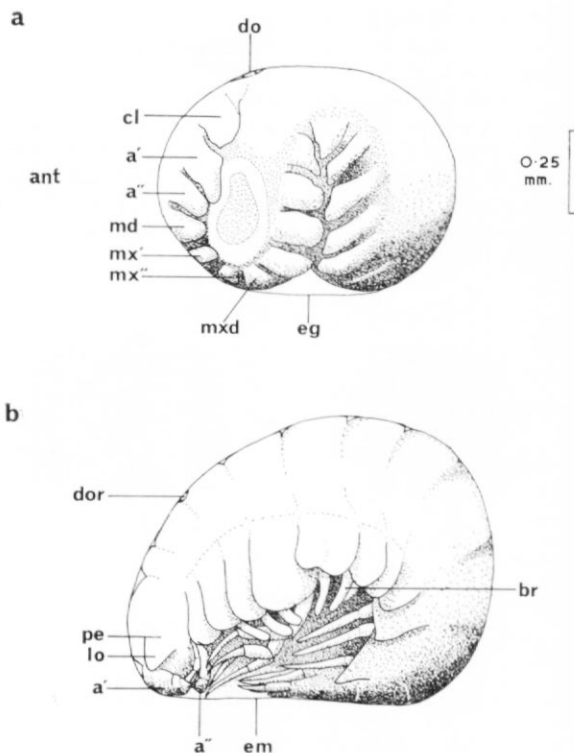 a
do
cl
a'
ant
a"
md
mx'
mx"
mxd
eg
0·25
mm.
b
dor
br
pe
lo
a'
a"
em